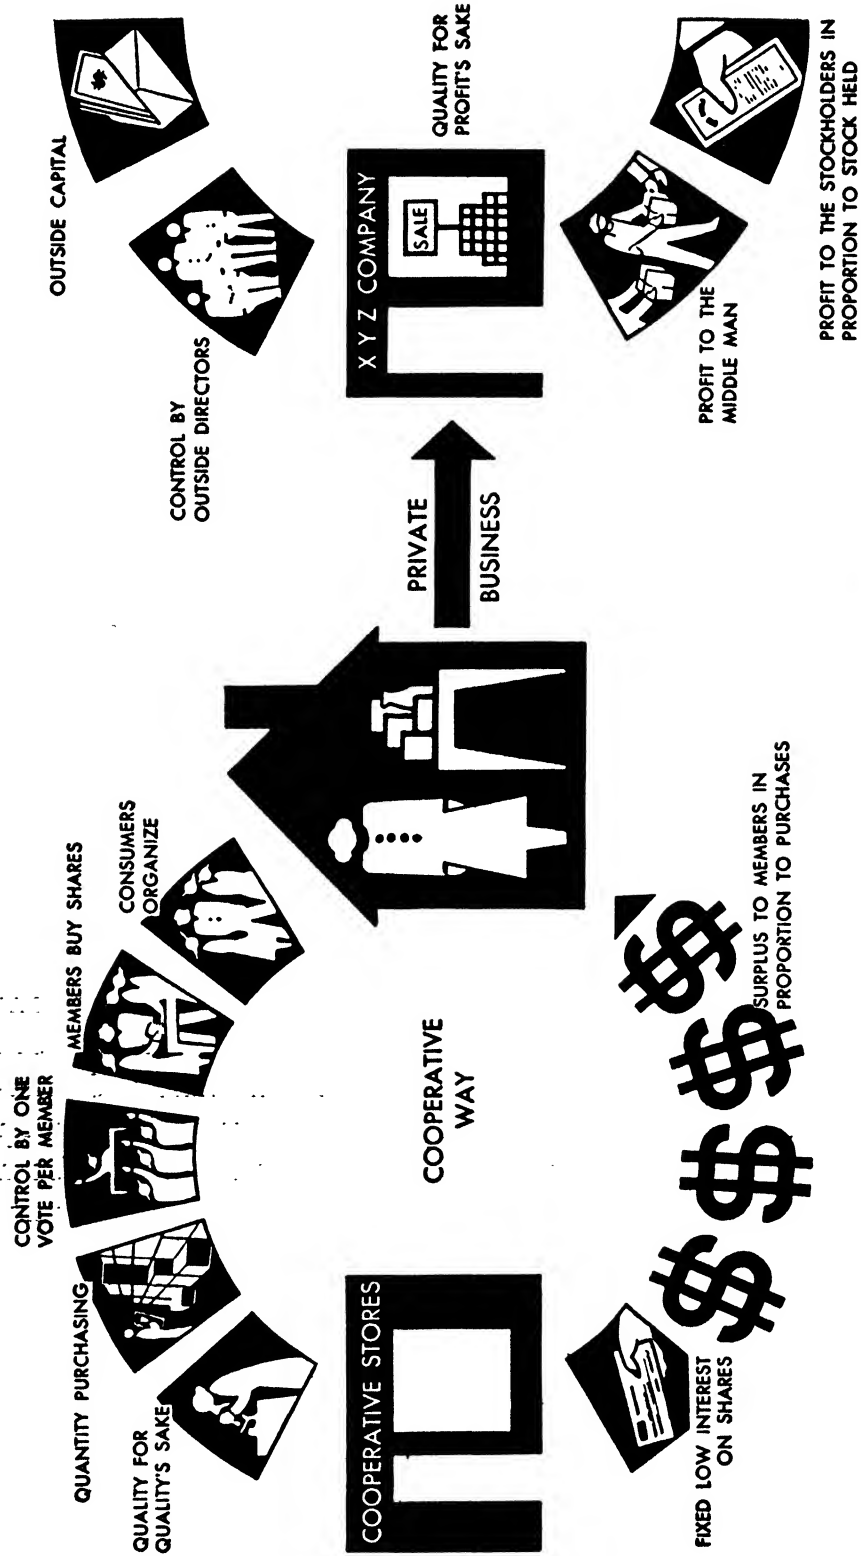 CONTROL BY ONE
VOTE PER MEMBER
MEMBERS BUY SHARES
CONSUMERS
ORGANIZE
QUANTITY PURCHASING
QUALITY FOR
QUALITY'S SAKE
COOPERATIVE STORES
COOPERATIVE
WAY
FIXED LOW INTEREST
ON SHARES
$ $ $ $
SURPLUS TO MEMBERS IN
PROPORTION TO PURCHASES
PRIVATE
BUSINESS
OUTSIDE CAPITAL
$
CONTROL BY
OUTSIDE DIRECTORS
X Y Z COMPANY
SALE
QUALITY FOR
PROFIT'S SAKE
PROFIT TO THE
MIDDLE MAN
PROFIT TO THE STOCKHOLDERS IN
PROPORTION TO STOCK HELD